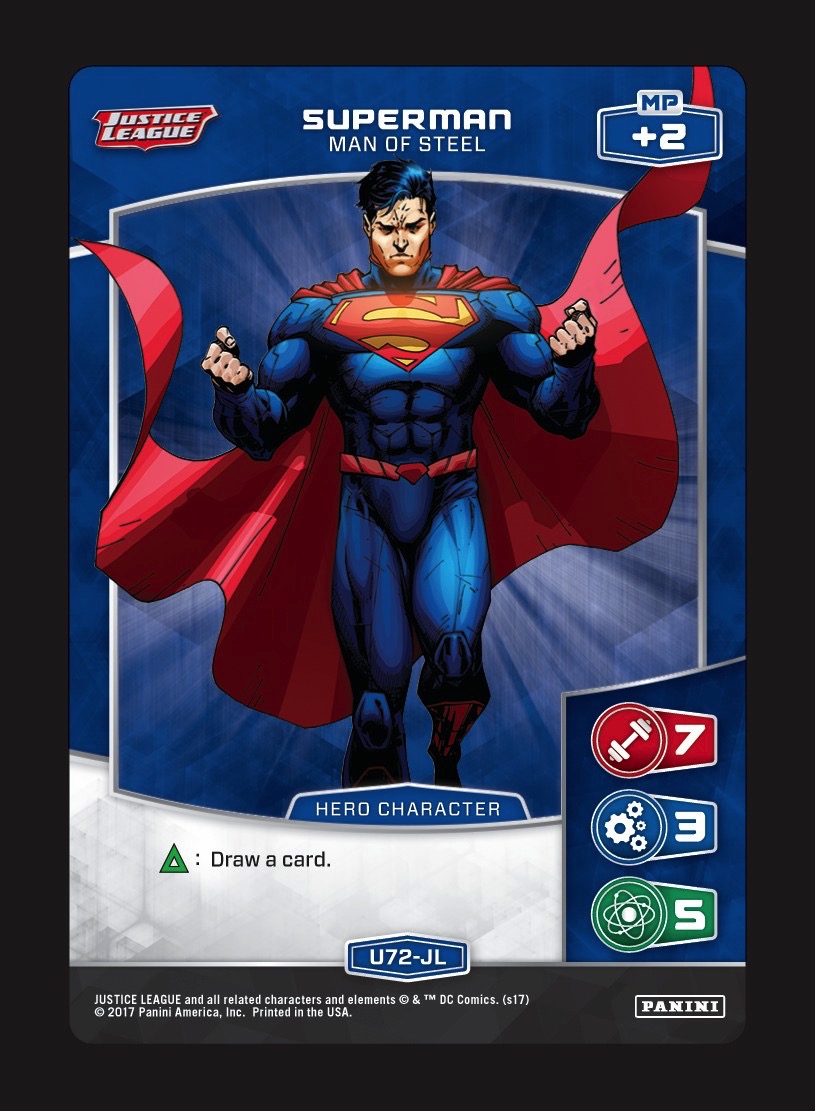 JUSTICE
LEAGUE
SUPERMAN
MAN OF STEEL
MP
+2
HERO CHARACTER
7
3
5
: Draw a card.
U72-JL
JUSTICE LEAGUE and all related characters and elements © & ™ DC Comics. (s17)
© 2017 Panini America, Inc. Printed in the USA.
PANINI